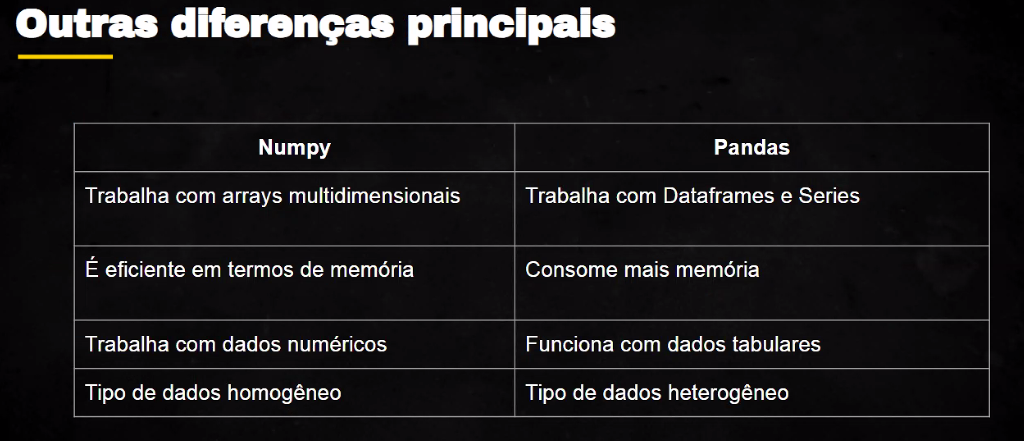 Outras diferenças principais
Numpy Pandas
Trabalha com arrays multidimensionais Trabalha com Dataframes e Series
É eficiente em termos de memória Consome mais memória
Trabalha com dados numéricos Funciona com dados tabulares
Tipo de dados homogêneo Tipo de dados heterogêneo